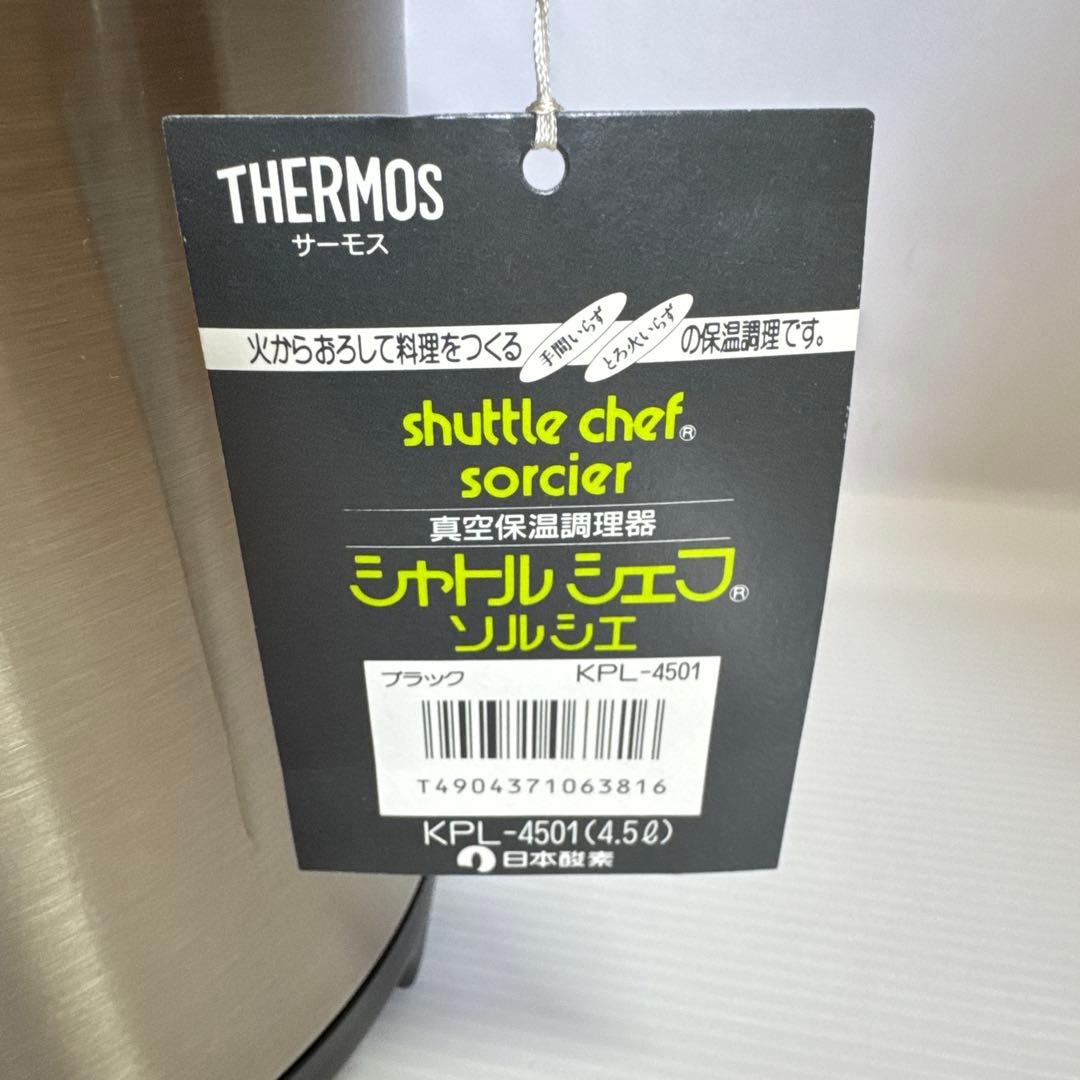 THERMOS
サーモス
火からおろして料理をつくる 手間いらず とろ火いらず の保温調理です。
shuttle chef®
sorcier
真空保温調理器
シャトルシェフ®
ソルシエ
ブラック KPL-4501
T4904371063816
KPL-4501(4.5ℓ)
日本酸素